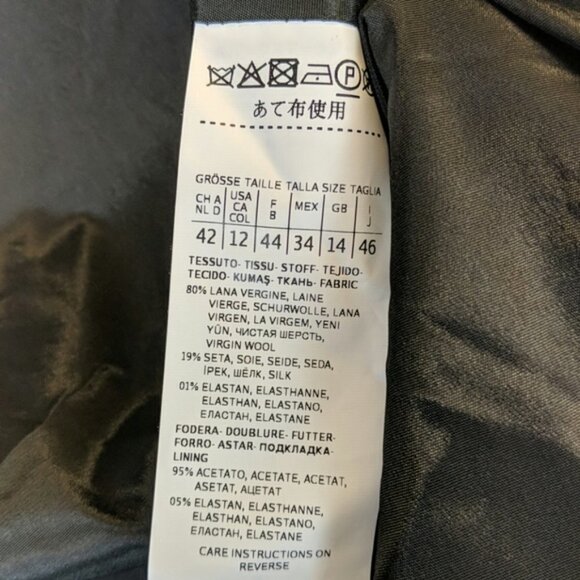 P
あて布使用
GRÖSSE TAILLE TALLA SIZE TAGLIA
CH A NL D USA CA COL F B MEX GB I J
42 12 44 34 14 46
TESSUTO- TISSU- STOFF- TEJIDO-
TECIDO- KUMAŞ- ТКАНЬ- FABRIC
80% LANA VERGINE, LAINE
VIERGE, SCHURWOLLE, LANA
VIRGEN, LA VIRGEM, YENI
YÜN, ЧИСТАЯ ШЕРСТЬ,
VIRGIN WOOL
19% SETA, SOIE, SEIDE, SEDA,
İPEK, ШЁЛК, SILK
01% ELASTAN, ELASTHANNE,
ELASTHAN, ELASTANO,
ЕЛАСТАН, ELASTANE
FODERA- DOUBLURE- FUTTER-
FORRO- ASTAR- ПОДКЛАДКА-
LINING
95% ACETATO, ACETATE, ACETAT,
ASETAT, АЦЕТАТ
05% ELASTAN, ELASTHANNE,
ELASTHAN, ELASTANO,
ЕЛАСТАН, ELASTANE
CARE INSTRUCTIONS ON
REVERSE